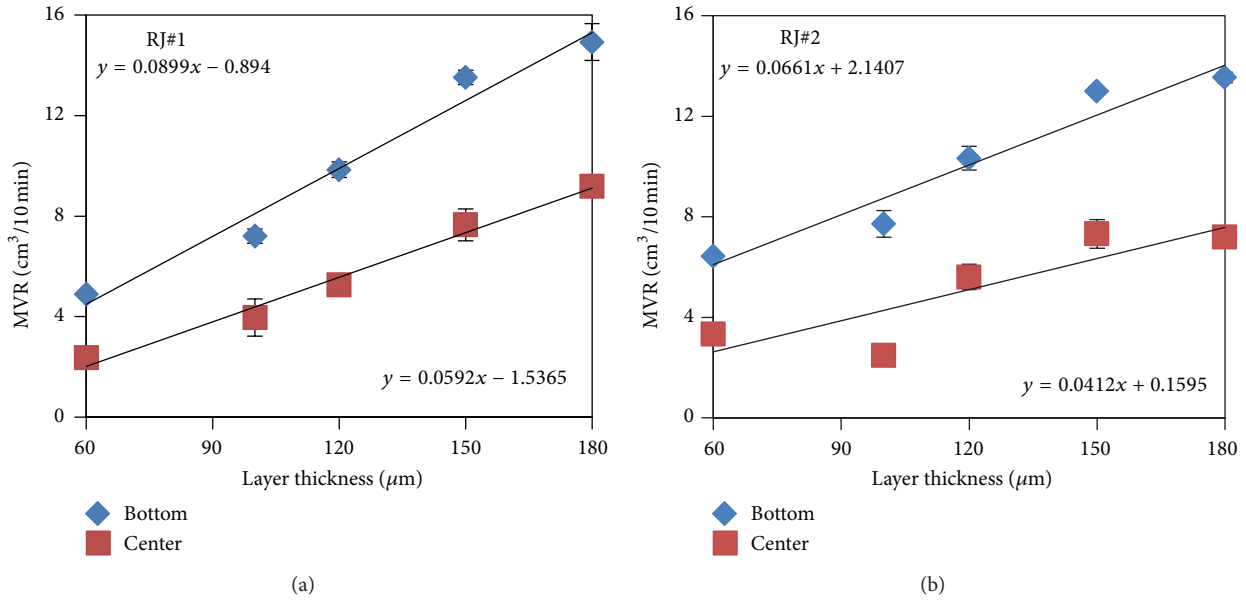 RJ#1
y = 0.0899x − 0.894
16
12
8
4
0
MVR (cm³/10 min)
y = 0.0592x − 1.5365
60 90 120 150 180
Layer thickness (μm)
Bottom
Center
(a)
RJ#2
y = 0.0661x + 2.1407
16
12
8
4
0
MVR (cm³/10 min)
y = 0.0412x + 0.1595
60 90 120 150 180
Layer thickness (μm)
Bottom
Center
(b)